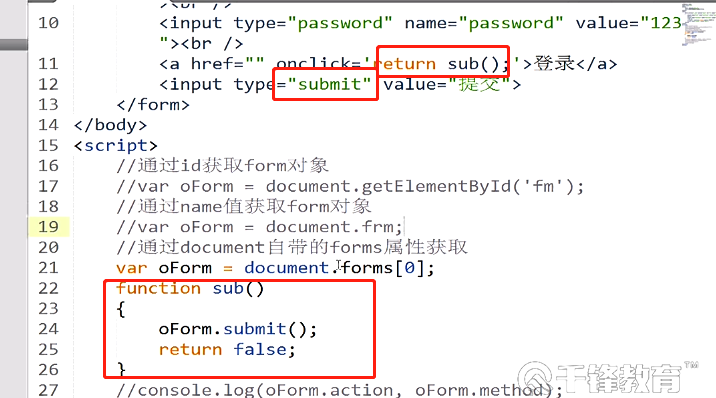 "><br />
10 <input type="password" name="password" value="123
"><br />
11 <a href="" onclick='return sub();'>登录</a>
12 <input type="submit" value="提交">
13 </form>
14 </body>
15 <script>
16 //通过id获取form对象
17 //var oForm = document.getElementById('fm');
18 //通过name值获取form对象
19 //var oForm = document.frm;
20 //通过document自带的forms属性获取
21 var oForm = document.forms[0];
22 function sub()
23 {
24 oForm.submit();
25 return false;
26 }
27 //console.log(oForm.action, oForm.method);
千锋教育™